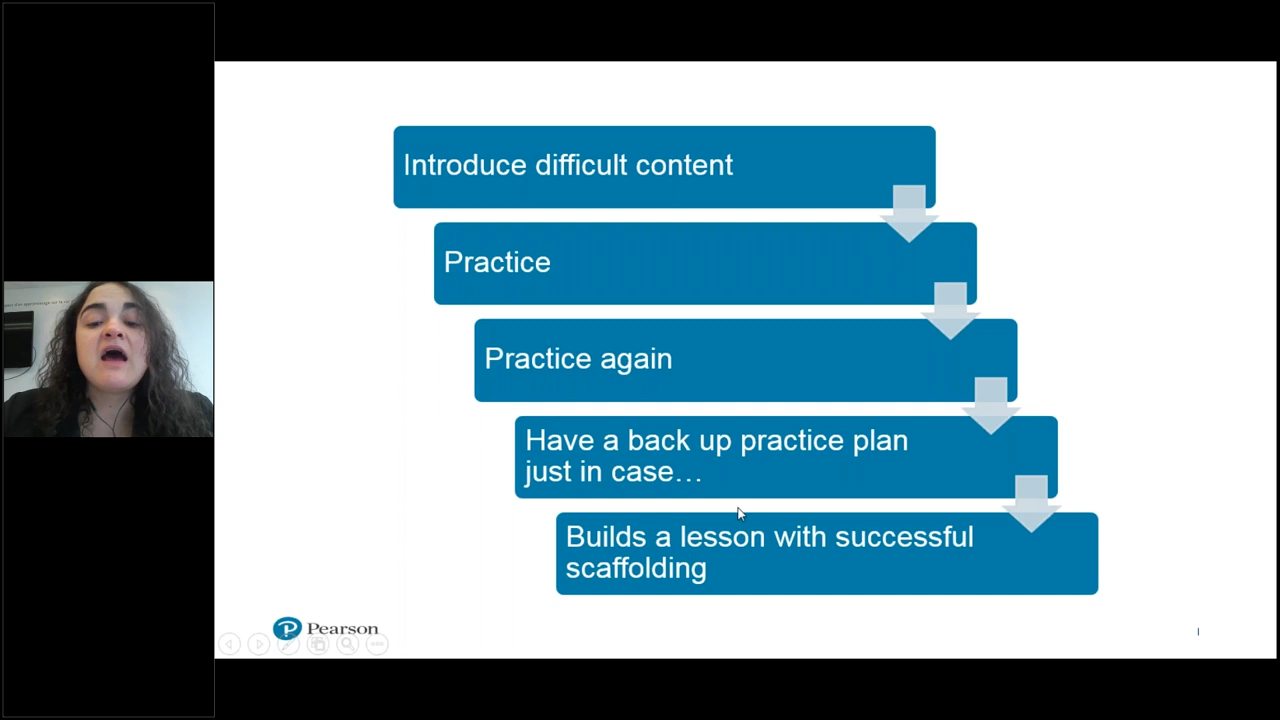 Introduce difficult content
Practice
Practice again
Have a back up practice plan
just in case…
Builds a lesson with successful
scaffolding
Pearson